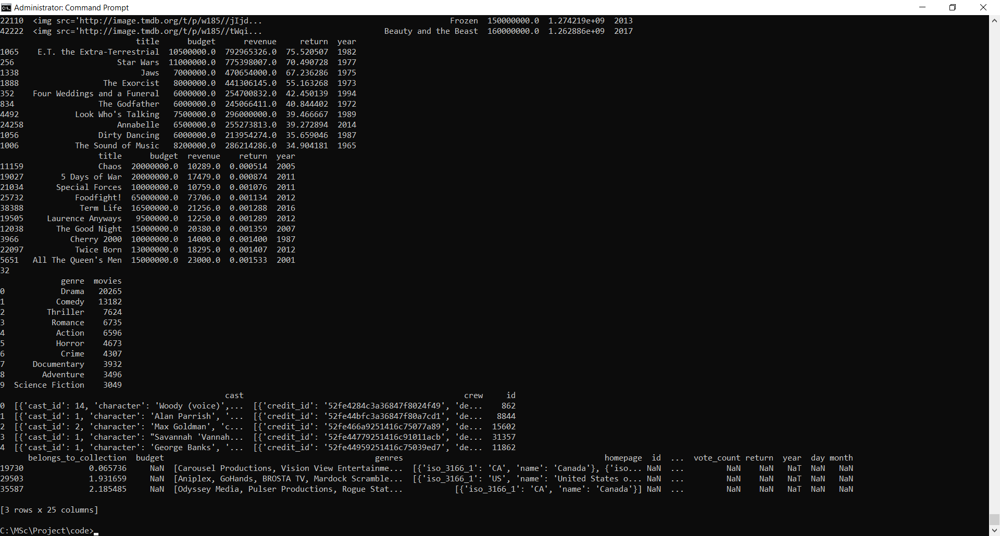 Administrator: Command Prompt
22110  <img src='http://image.tmdb.org/t/p/w185//jIjd...                                        Frozen  150000000.0  1.274219e+09  2013
42222  <img src='http://image.tmdb.org/t/p/w185//tWqi...                          Beauty and the Beast  160000000.0  1.262886e+09  2017
                             title      budget      revenue     return  year
1065    E.T. the Extra-Terrestrial  10500000.0  792965326.0  75.520507  1982
256                      Star Wars  11000000.0  775398007.0  70.490728  1977
1338                          Jaws   7000000.0  470654000.0  67.236286  1975
1888                  The Exorcist   8000000.0  441306145.0  55.163268  1973
352    Four Weddings and a Funeral   6000000.0  254700832.0  42.450139  1994
834                  The Godfather   6000000.0  245066411.0  40.844402  1972
4492            Look Who's Talking   7500000.0  296000000.0  39.466667  1989
24258                    Annabelle   6500000.0  255273813.0  39.272894  2014
1056                 Dirty Dancing   6000000.0  213954274.0  35.659046  1987
1006            The Sound of Music   8200000.0  286214286.0  34.904181  1965
                     title      budget  revenue    return  year
11159                Chaos  20000000.0  10289.0  0.000514  2005
19027        5 Days of War  20000000.0  17479.0  0.000874  2011
21034       Special Forces  10000000.0  10759.0  0.001076  2011
25732           Foodfight!  65000000.0  73706.0  0.001134  2012
38388            Term Life  16500000.0  21256.0  0.001288  2016
19505     Laurence Anyways   9500000.0  12250.0  0.001289  2012
12038       The Good Night  15000000.0  20380.0  0.001359  2007
3966           Cherry 2000  10000000.0  14000.0  0.001400  1987
22097           Twice Born  13000000.0  18295.0  0.001407  2012
5651   All The Queen's Men  15000000.0  23000.0  0.001533  2001
32
             genre  movies
0            Drama   20265
1           Comedy   13182
2         Thriller    7624
3          Romance    6735
4           Action    6596
5           Horror    4673
6            Crime    4307
7      Documentary    3932
8        Adventure    3496
9  Science Fiction    3049
                                                cast                                               crew     id
0  [{'cast_id': 14, 'character': 'Woody (voice)',...  [{'credit_id': '52fe4284c3a36847f8024f49', 'de...    862
1  [{'cast_id': 1, 'character': 'Alan Parrish', '...  [{'credit_id': '52fe44bfc3a36847f80a7cd1', 'de...   8844
2  [{'cast_id': 2, 'character': 'Max Goldman', 'c...  [{'credit_id': '52fe466a9251416c75077a89', 'de...  15602
3  [{'cast_id': 1, 'character': "Savannah 'Vannah...  [{'credit_id': '52fe44779251416c91011acb', 'de...  31357
4  [{'cast_id': 1, 'character': 'George Banks', '...  [{'credit_id': '52fe44959251416c75039ed7', 'de...  11862
      belongs_to_collection  budget                                             genres                                           homepage  id  ...  vote_count return  year  day month
19730              0.065736     NaN  [Carousel Productions, Vision View Entertainme...  [{'iso_3166_1': 'CA', 'name': 'Canada'}, {'iso... NaN  ...         NaN    NaN   NaT  NaN   NaN
29503              1.931659     NaN  [Aniplex, GoHands, BROSTA TV, Mardock Scramble...  [{'iso_3166_1': 'US', 'name': 'United States o... NaN  ...         NaN    NaN   NaT  NaN   NaN
35587              2.185485     NaN  [Odyssey Media, Pulser Productions, Rogue Stat...           [{'iso_3166_1': 'CA', 'name': 'Canada'}] NaN  ...         NaN    NaN   NaT  NaN   NaN
[3 rows x 25 columns]
C:\MSc\Project\code>